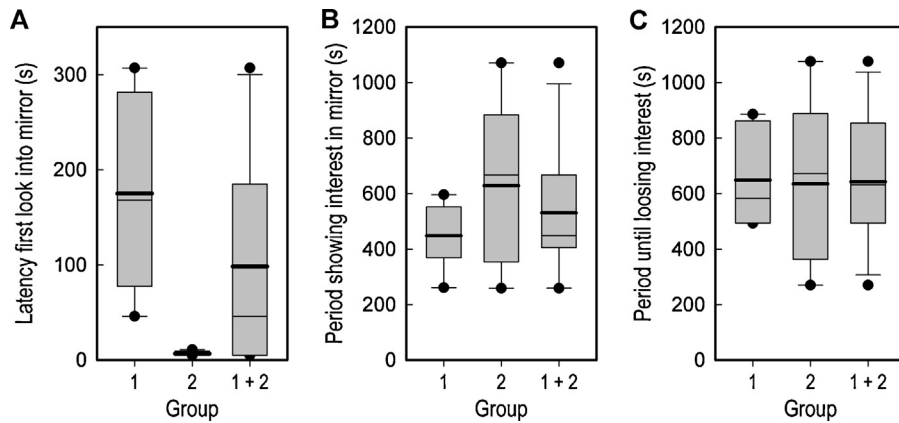 A
Latency first look into mirror (s)
300
200
100
0
1 2 1 + 2
Group
B
Period showing interest in mirror (s)
1200
1000
800
600
400
200
0
1 2 1 + 2
Group
C
Period until loosing interest (s)
1200
1000
800
600
400
200
0
1 2 1 + 2
Group